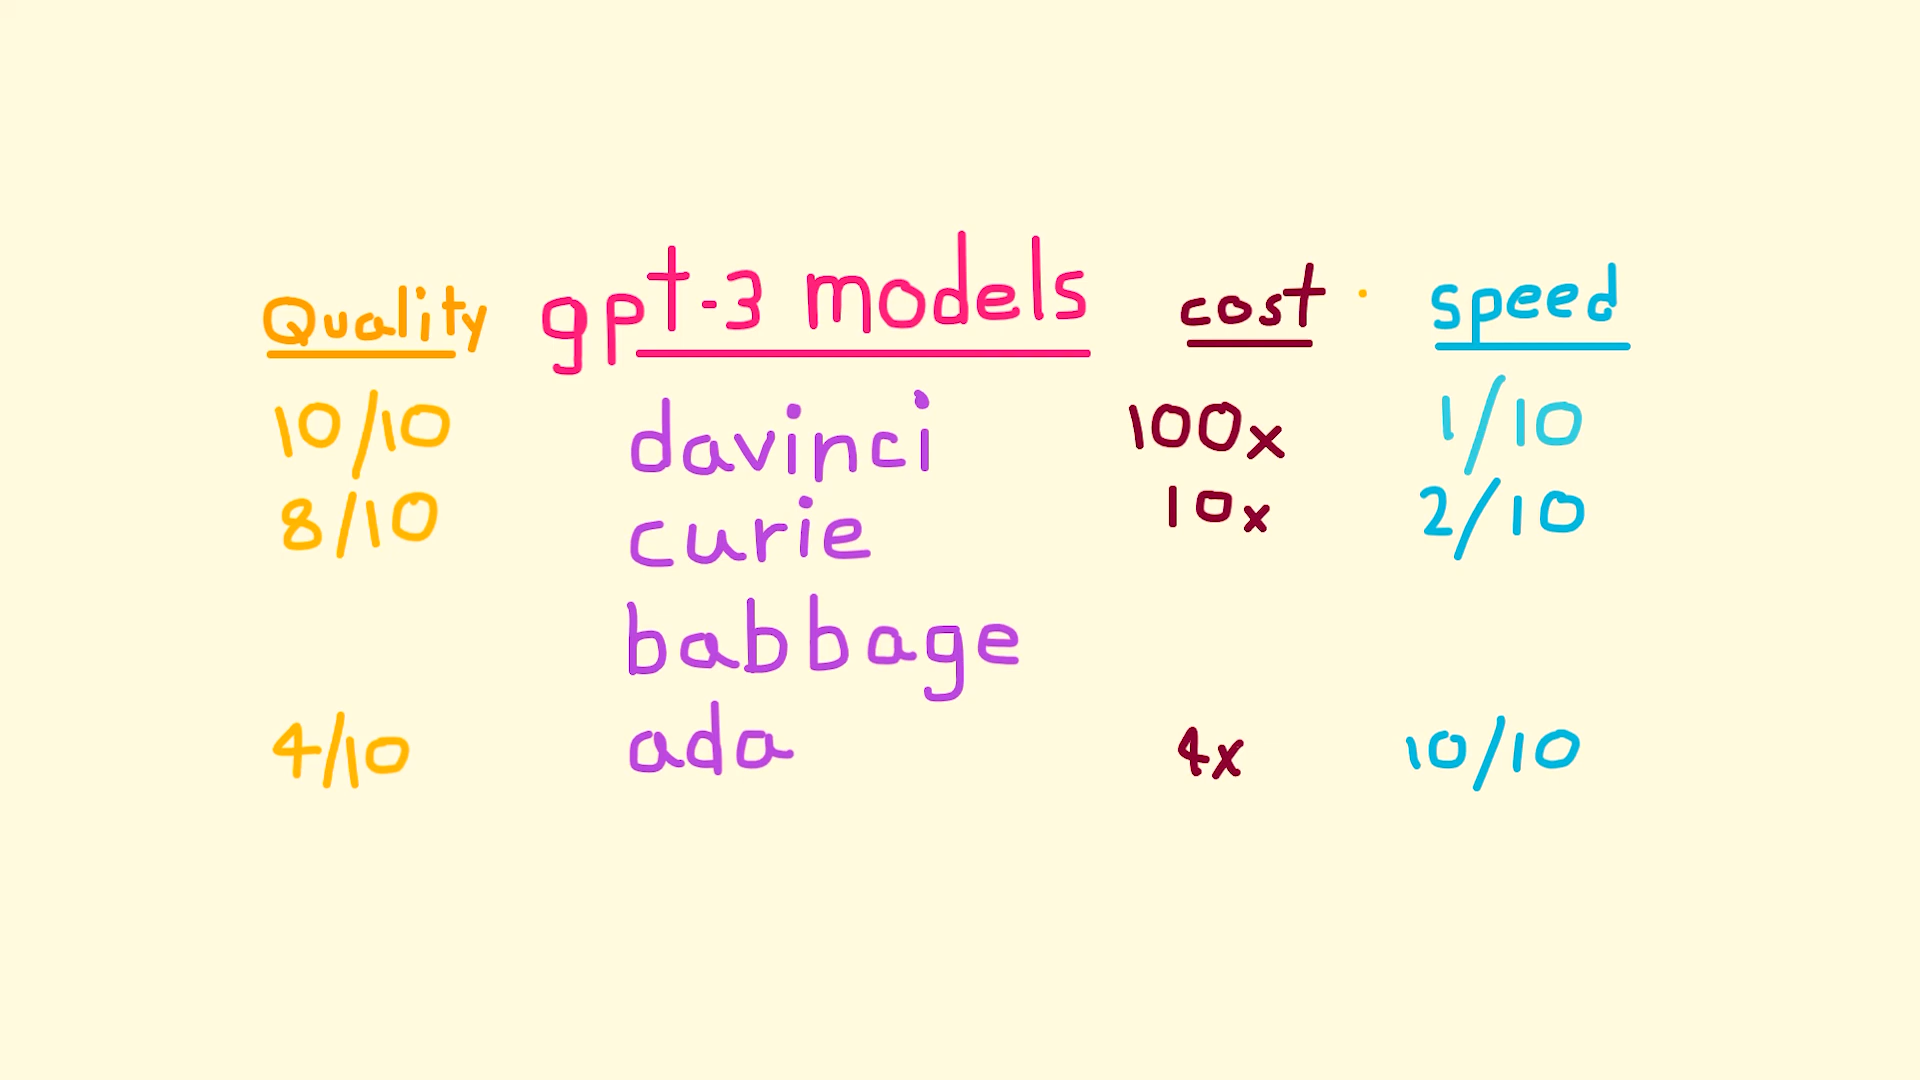 Quality gpt-3 models cost speed
10/10 davinci 100x 1/10
8/10 curie 10x 2/10
babbage
4/10 ada 4x 10/10